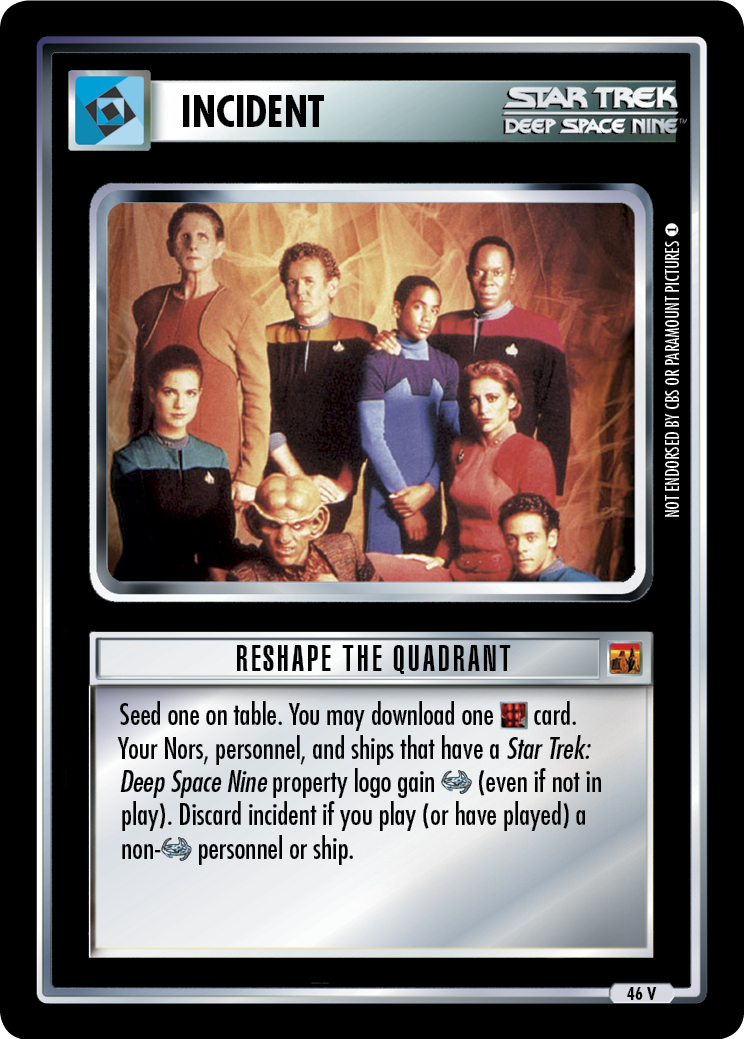 INCIDENT
STAR TREK
DEEP SPACE NINE™
NOT ENDORSED BY CBS OR PARAMOUNT PICTURES 1
RESHAPE THE QUADRANT
Seed one on table. You may download one card.
Your Nors, personnel, and ships that have a Star Trek:
Deep Space Nine property logo gain (even if not in
play). Discard incident if you play (or have played) a
non- personnel or ship.
46 V